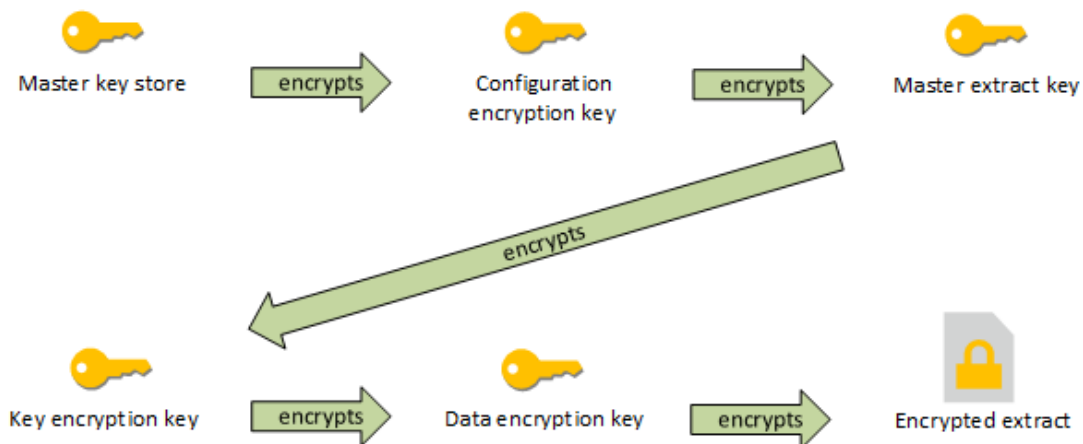 Master key store
encrypts
Configuration
encryption key
encrypts
Master extract key
encrypts
Key encryption key
encrypts
Data encryption key
encrypts
Encrypted extract